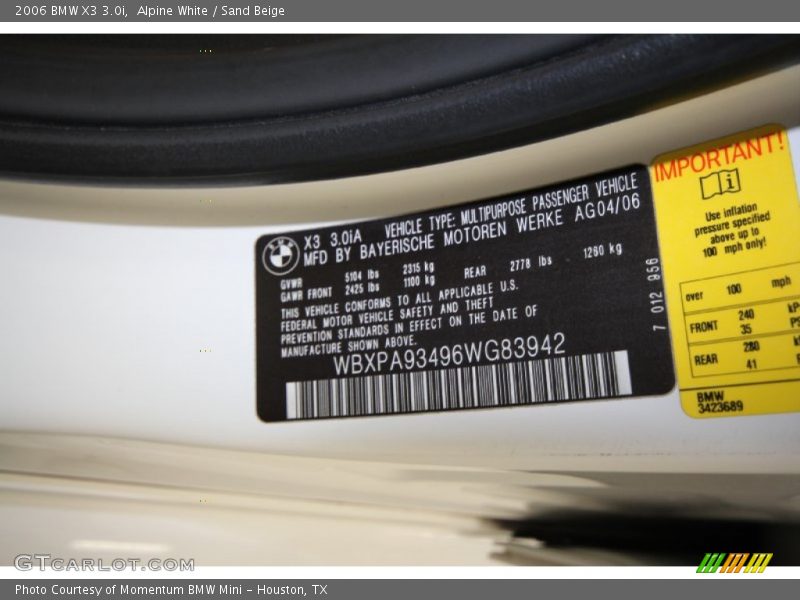 2006 BMW X3 3.0i,  Alpine White / Sand Beige
X3 3.0iA VEHICLE TYPE: MULTIPURPOSE PASSENGER VEHICLE
MFD BY BAYERISCHE MOTOREN WERKE AG 04/06
GVWR 5104 lbs 2315 kg
GAWR FRONT 2425 lbs 1100 kg REAR 2778 lbs 1260 kg
THIS VEHICLE CONFORMS TO ALL APPLICABLE U.S.
FEDERAL MOTOR VEHICLE SAFETY AND THEFT
PREVENTION STANDARDS IN EFFECT ON THE DATE OF
MANUFACTURE SHOWN ABOVE.
WBXPA93496WG83942
7 012 956
IMPORTANT!
i
Use inflation
pressure specified
above up to
100 mph only!
over 100 mph
FRONT 240 kP
35 PS
REAR 280
41
BMW
3423689
GTCARLOT.COM
Photo Courtesy of Momentum BMW Mini - Houston, TX